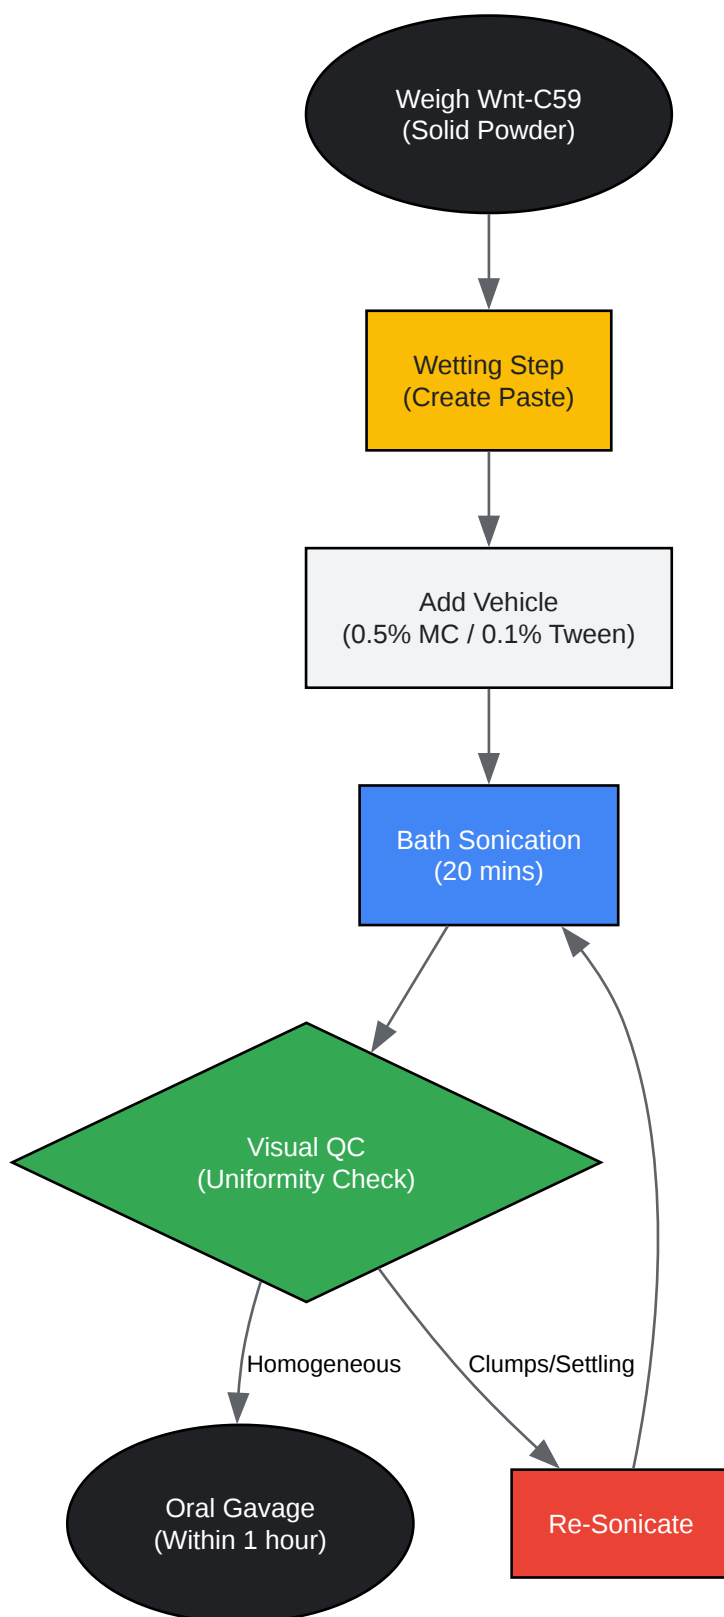 Weigh Wnt-C59
(Solid Powder)
Wetting Step
(Create Paste)
Add Vehicle
(0.5% MC / 0.1% Tween)
Bath Sonication
(20 mins)
Visual QC
(Uniformity Check)
Homogeneous
Clumps/Settling
Oral Gavage
(Within 1 hour)
Re-Sonicate